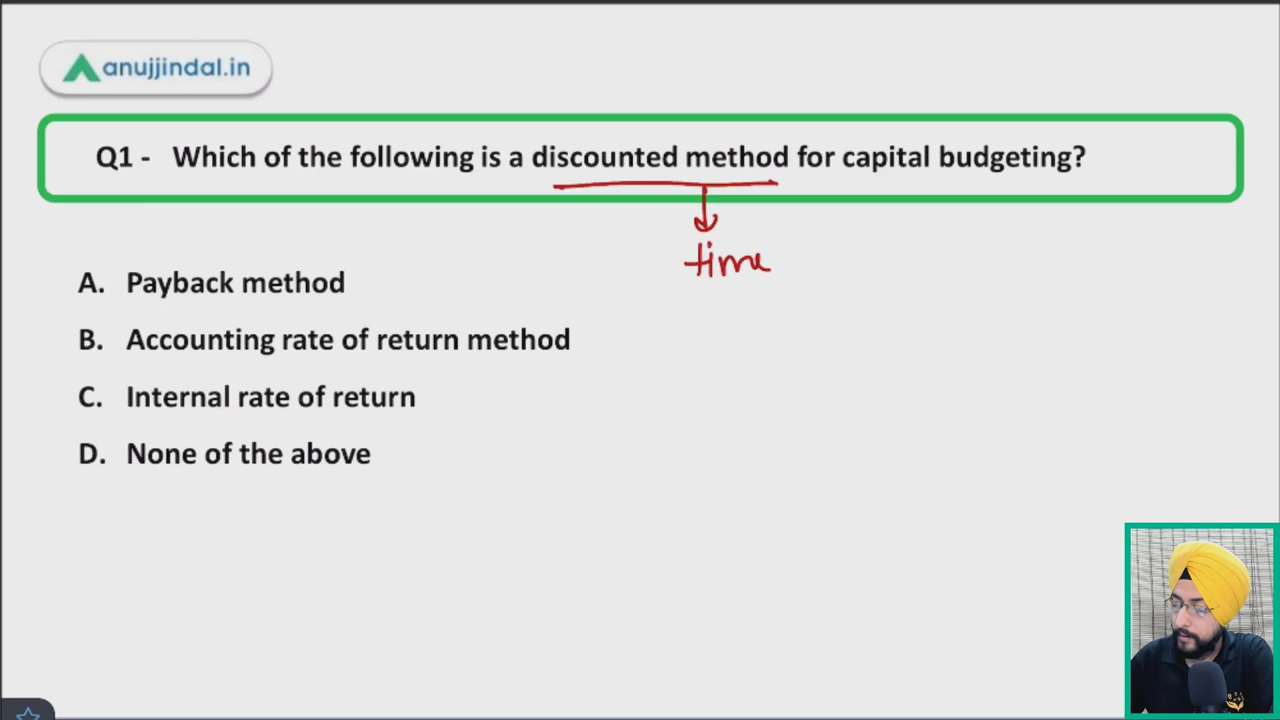 anujjindal.in
Q1 - Which of the following is a discounted method for capital budgeting?
time
A. Payback method
B. Accounting rate of return method
C. Internal rate of return
D. None of the above